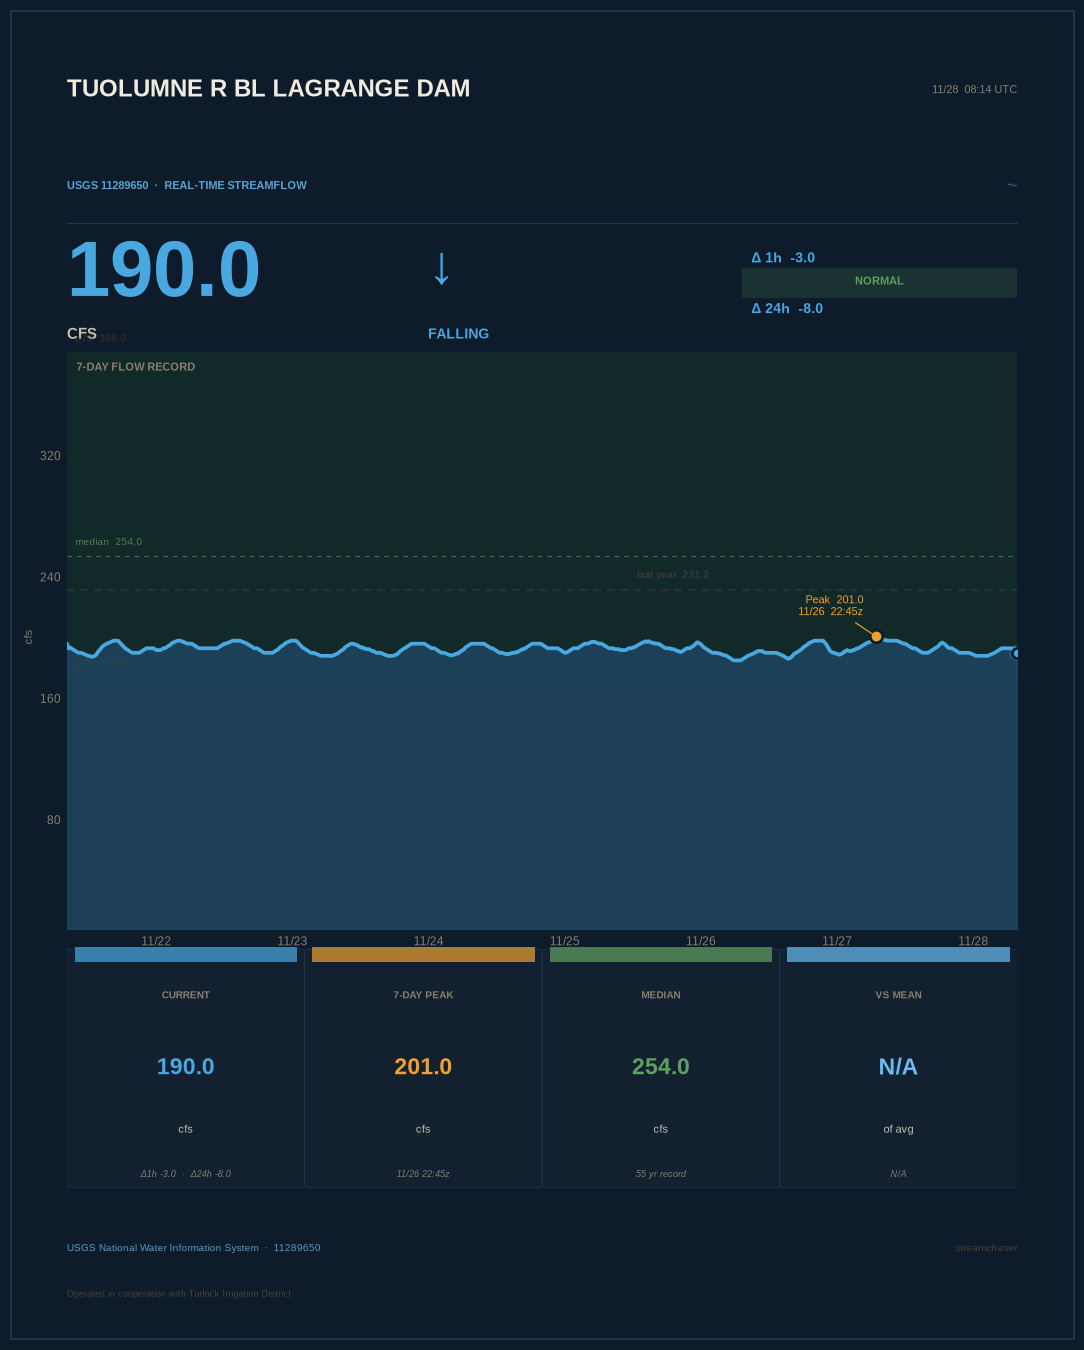 TUOLUMNE R BL LAGRANGE DAM
11/28 08:14 UTC
USGS 11289650 · REAL-TIME STREAMFLOW
~
190.0
↓
Δ 1h -3.0
NORMAL
Δ 24h -8.0
CFS
388.0
FALLING
7-DAY FLOW RECORD
320
median 254.0
240
last year 231.2
Peak 201.0
11/26 22:45z
cfs
160
80
11/22
11/23
11/24
11/25
11/26
11/27
11/28
CURRENT
7-DAY PEAK
MEDIAN
VS MEAN
190.0
201.0
254.0
N/A
cfs
cfs
cfs
of avg
Δ1h -3.0 · Δ24h -8.0
11/26 22:45z
55 yr record
N/A
USGS National Water Information System · 11289650
streamchaser
Operated in cooperation with Turlock Irrigation District